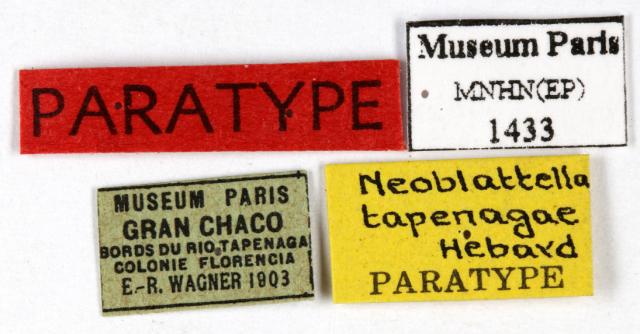 PARATYPE
Museum Paris
MNHN(EP)
1433
MUSEUM PARIS
GRAN CHACO
BORDS DU RIO TAPENAGA
COLONIE FLORENCIA
E.-R. WAGNER 1903
Neoblattella
tapenagae
Hebard
PARATYPE